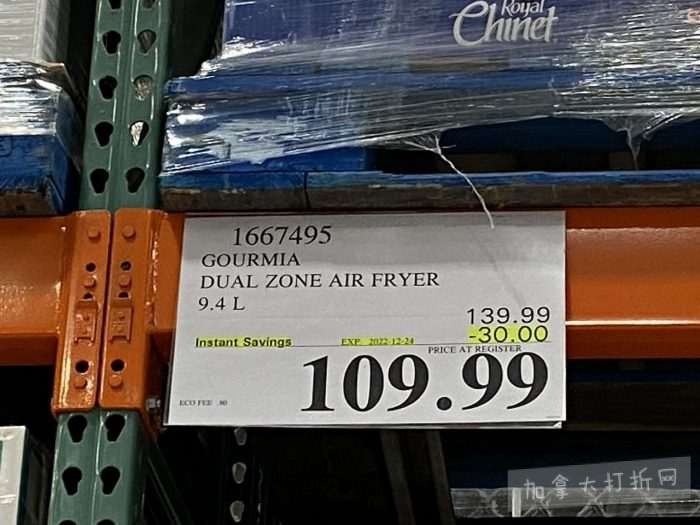 Royal
Chinet
1667495
GOURMIA
DUAL ZONE AIR FRYER
9.4 L
139.99
Instant Savings EXP. 2022-12-24 -30.00
PRICE AT REGISTER
109.99
ECO FEE .80
加拿大打折网